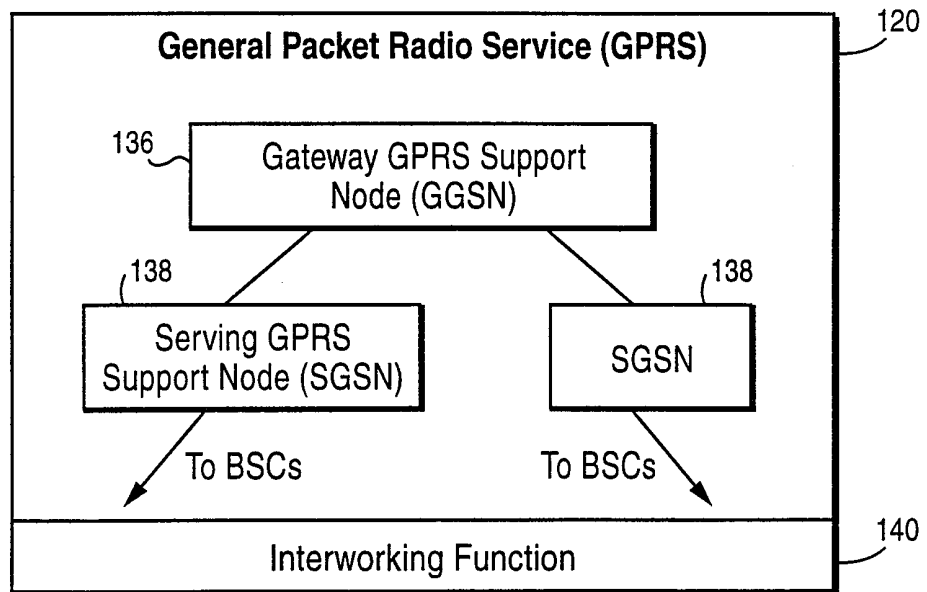 General Packet Radio Service (GPRS)
120
136
Gateway GPRS Support
Node (GGSN)
138
138
Serving GPRS
Support Node (SGSN)
SGSN
To BSCs
To BSCs
140
Interworking Function